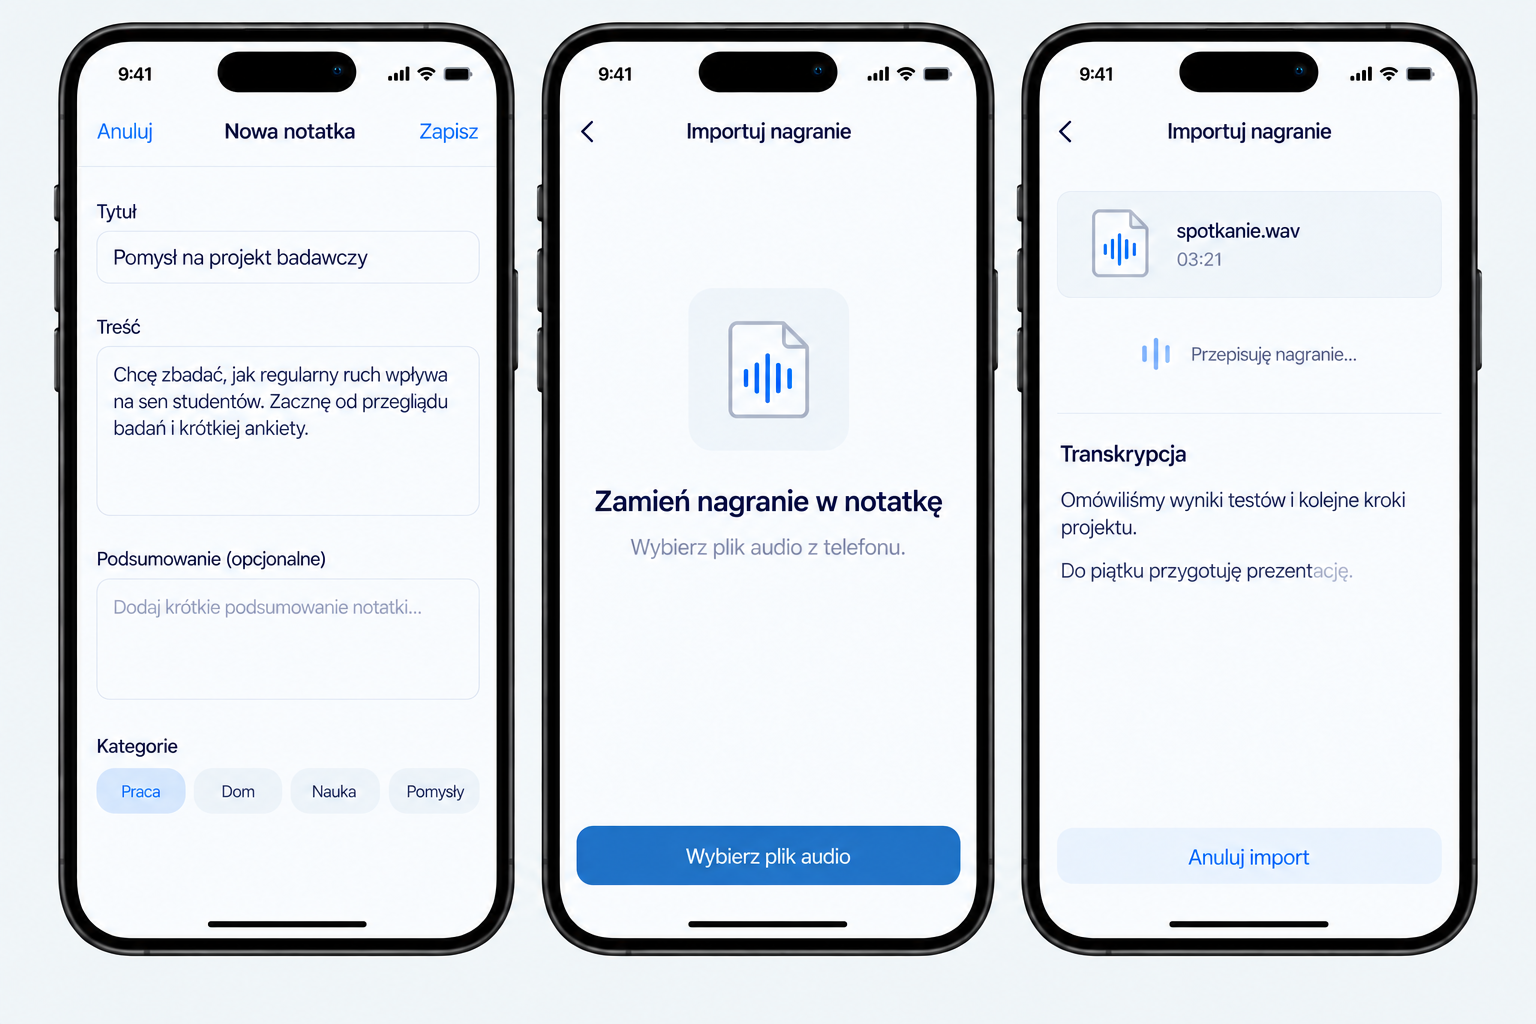 9:41
Anuluj
Nowa notatka
Zapisz
Tytuł
Pomysł na projekt badawczy
Treść
Chcę zbadać, jak regularny ruch wpływa
na sen studentów. Zacznę od przeglądu
badań i krótkiej ankiety.
Podsumowanie (opcjonalne)
Dodaj krótkie podsumowanie notatki...
Kategorie
Praca
Dom
Nauka
Pomysły
9:41
Importuj nagranie
Zamień nagranie w notatkę
Wybierz plik audio z telefonu.
Wybierz plik audio
9:41
Importuj nagranie
spotkanie.wav
03:21
Przepisuję nagranie...
Transkrypcja
Omówiliśmy wyniki testów i kolejne kroki
projektu.
Do piątku przygotuję prezentację.
Anuluj import